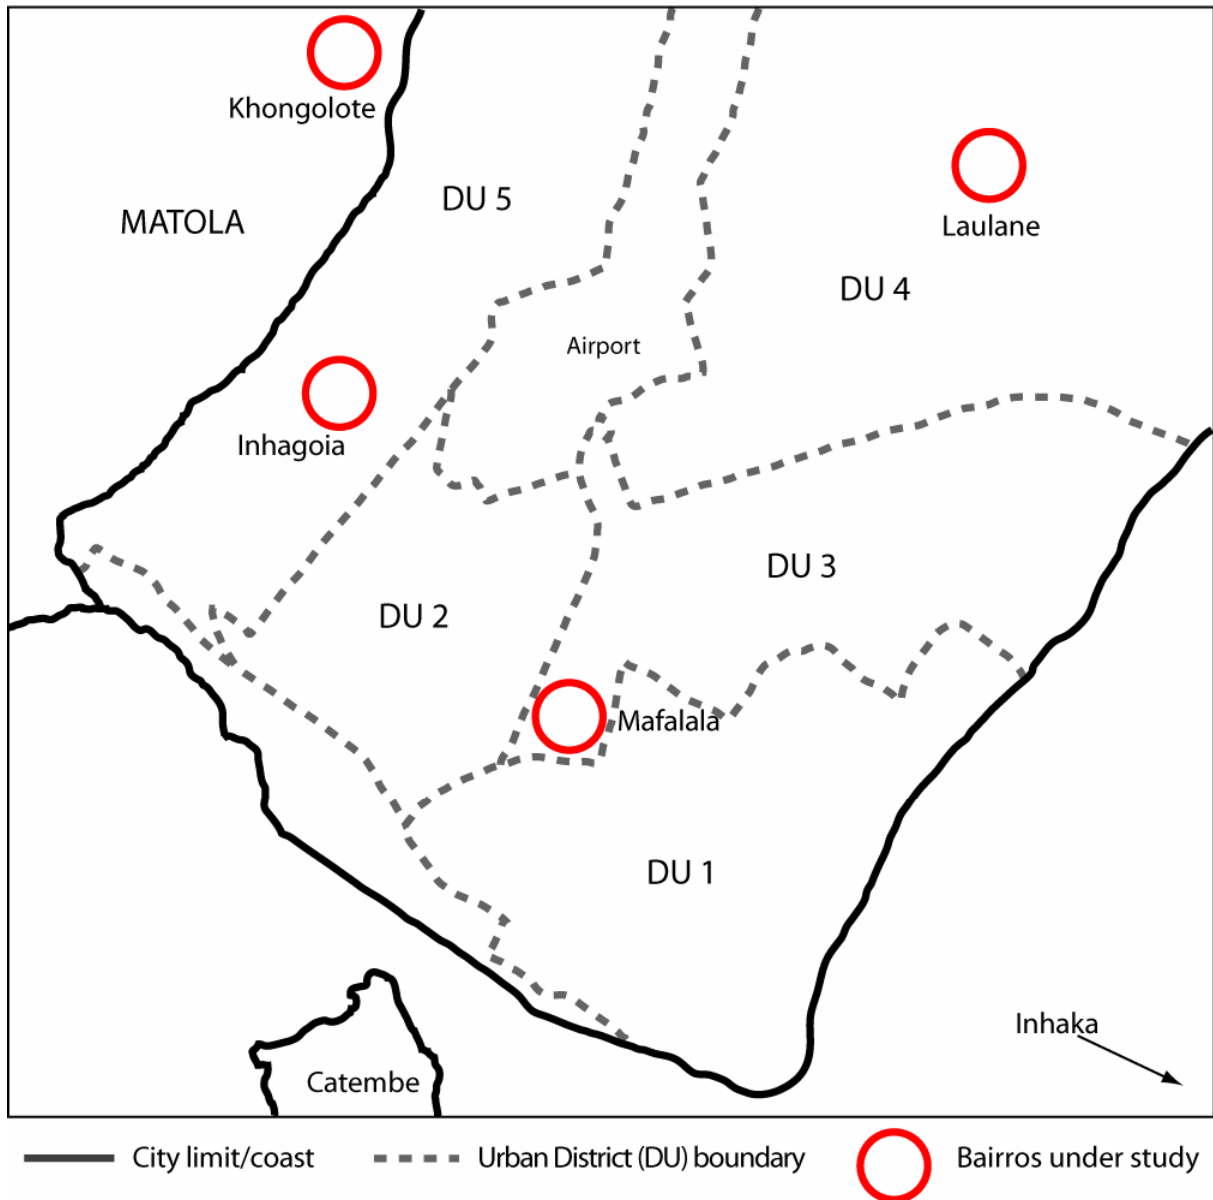 Khongolote
MATOLA
DU 5
Laulane
DU 4
Airport
Inhagoia
DU 3
DU 2
Mafalala
DU 1
Inhaka
Catembe
City limit/coast
Urban District (DU) boundary
Bairros under study